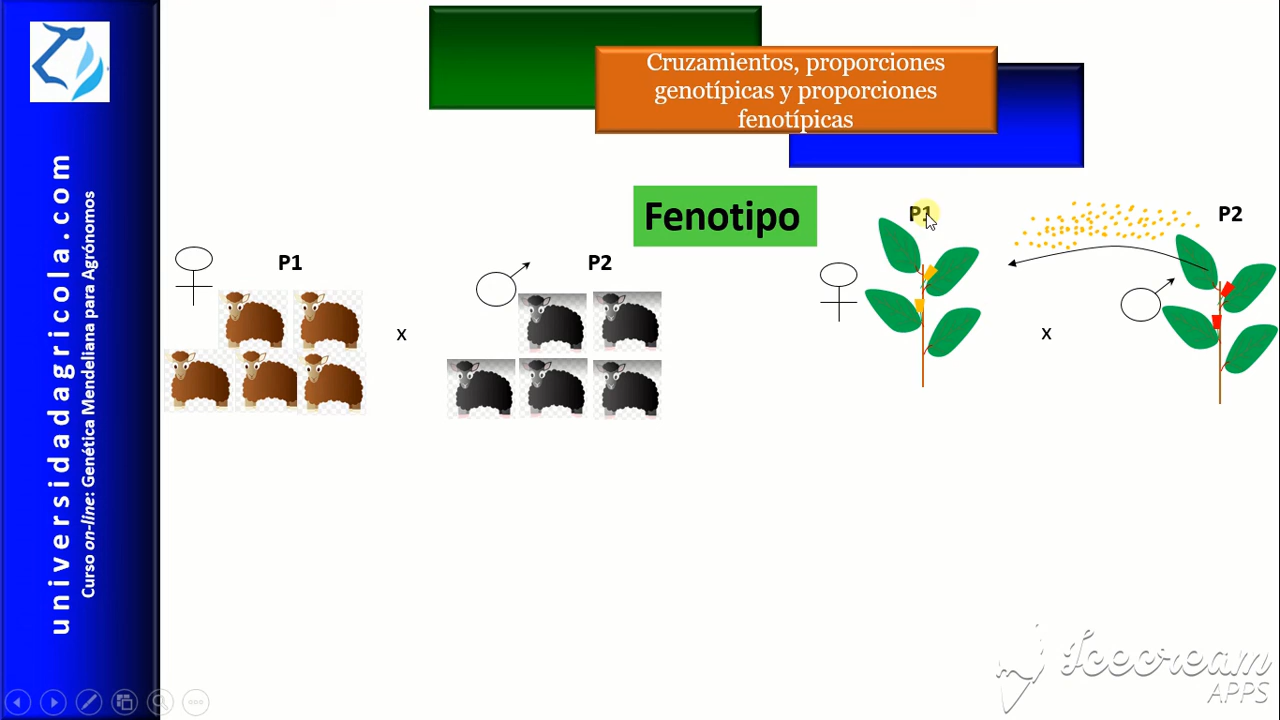 universidadagricola.com
Curso on-line: Genética Mendeliana para Agrónomos
Cruzamientos, proporciones
genotípicas y proporciones
fenotípicas
Fenotipo
P1
P2
P1
P2
x
x
Icecream
APPS